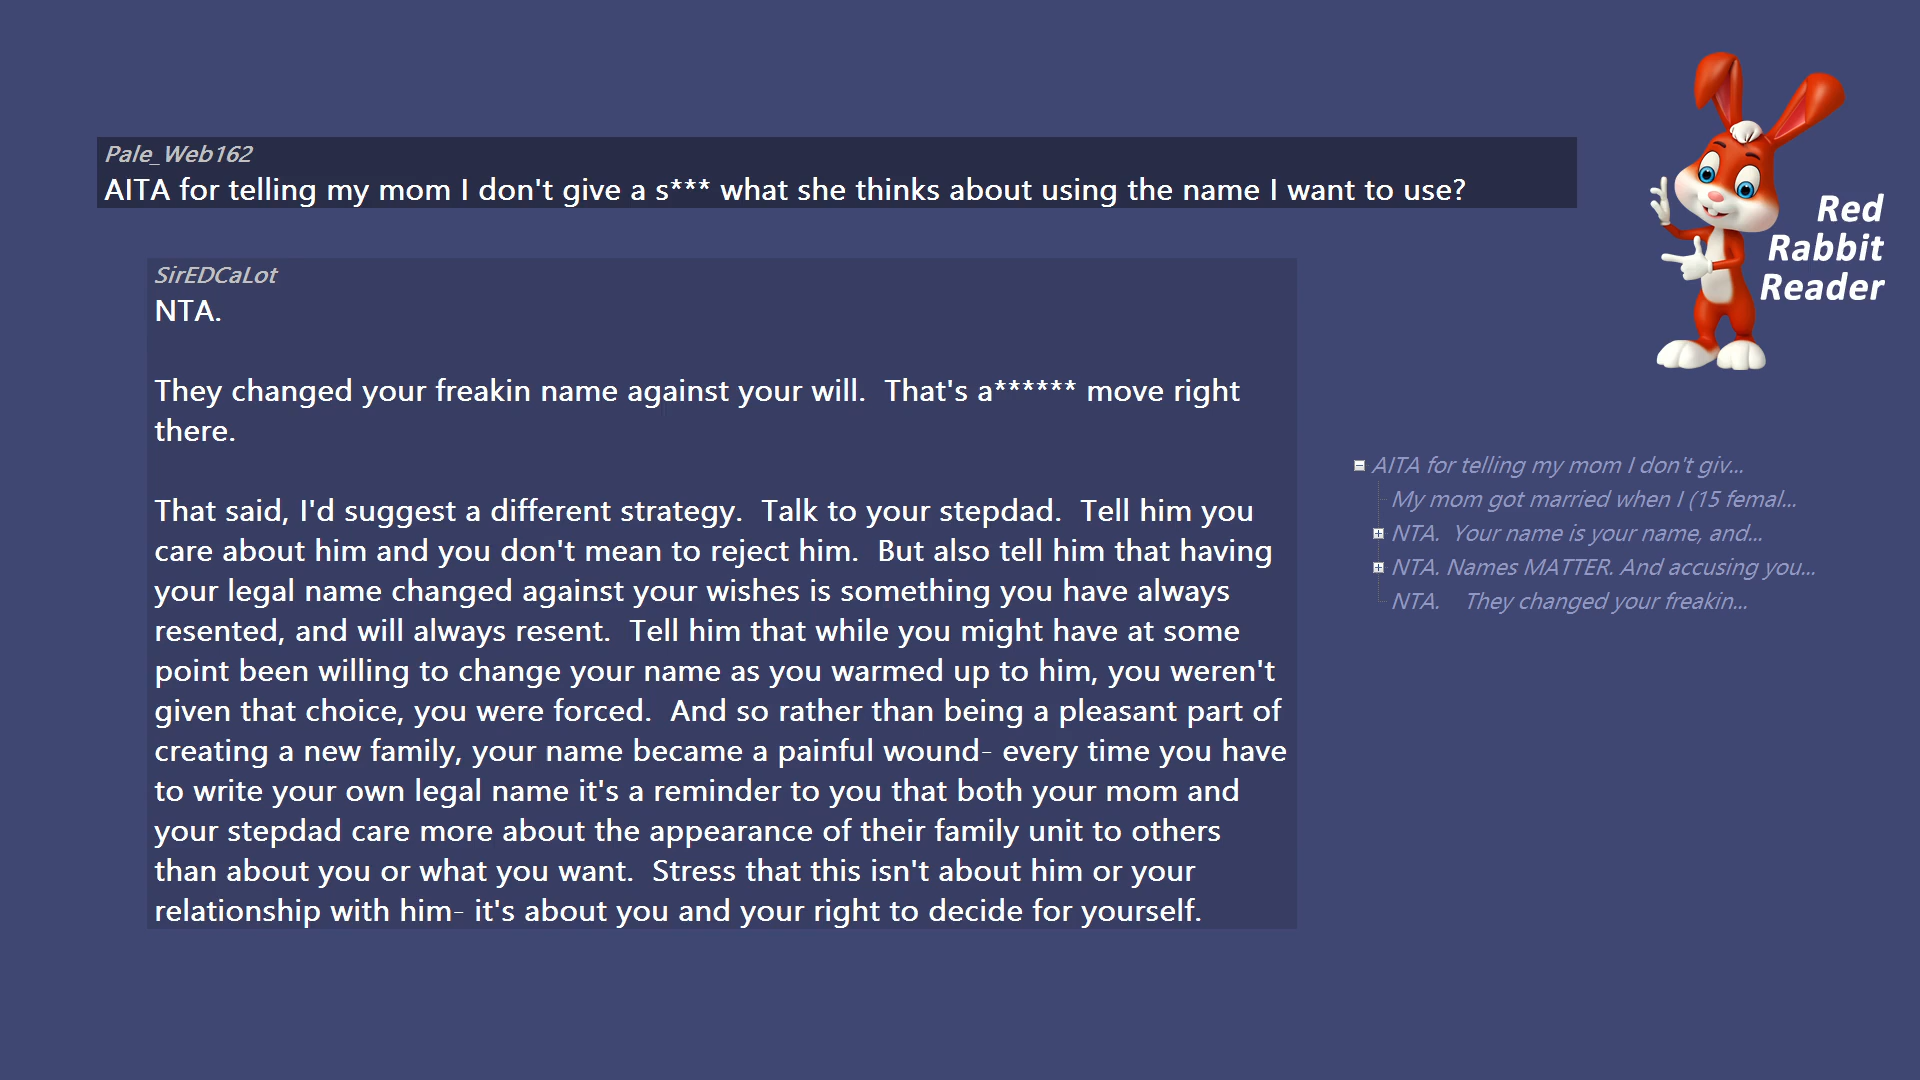 Pale_Web162
AITA for telling my mom I don't give a s*** what she thinks about using the name I want to use?
SirEDCaLot
NTA.
They changed your freakin name against your will.  That's a****** move right
there.
That said, I'd suggest a different strategy.  Talk to your stepdad.  Tell him you
care about him and you don't mean to reject him.  But also tell him that having
your legal name changed against your wishes is something you have always
resented, and will always resent.  Tell him that while you might have at some
point been willing to change your name as you warmed up to him, you weren't
given that choice, you were forced.  And so rather than being a pleasant part of
creating a new family, your name became a painful wound- every time you have
to write your own legal name it's a reminder to you that both your mom and
your stepdad care more about the appearance of their family unit to others
than about you or what you want.  Stress that this isn't about him or your
relationship with him- it's about you and your right to decide for yourself.
Red
Rabbit
Reader
AITA for telling my mom I don't giv...
My mom got married when I (15 femal...
NTA.  Your name is your name, and...
NTA. Names MATTER. And accusing you...
NTA.    They changed your freakin...